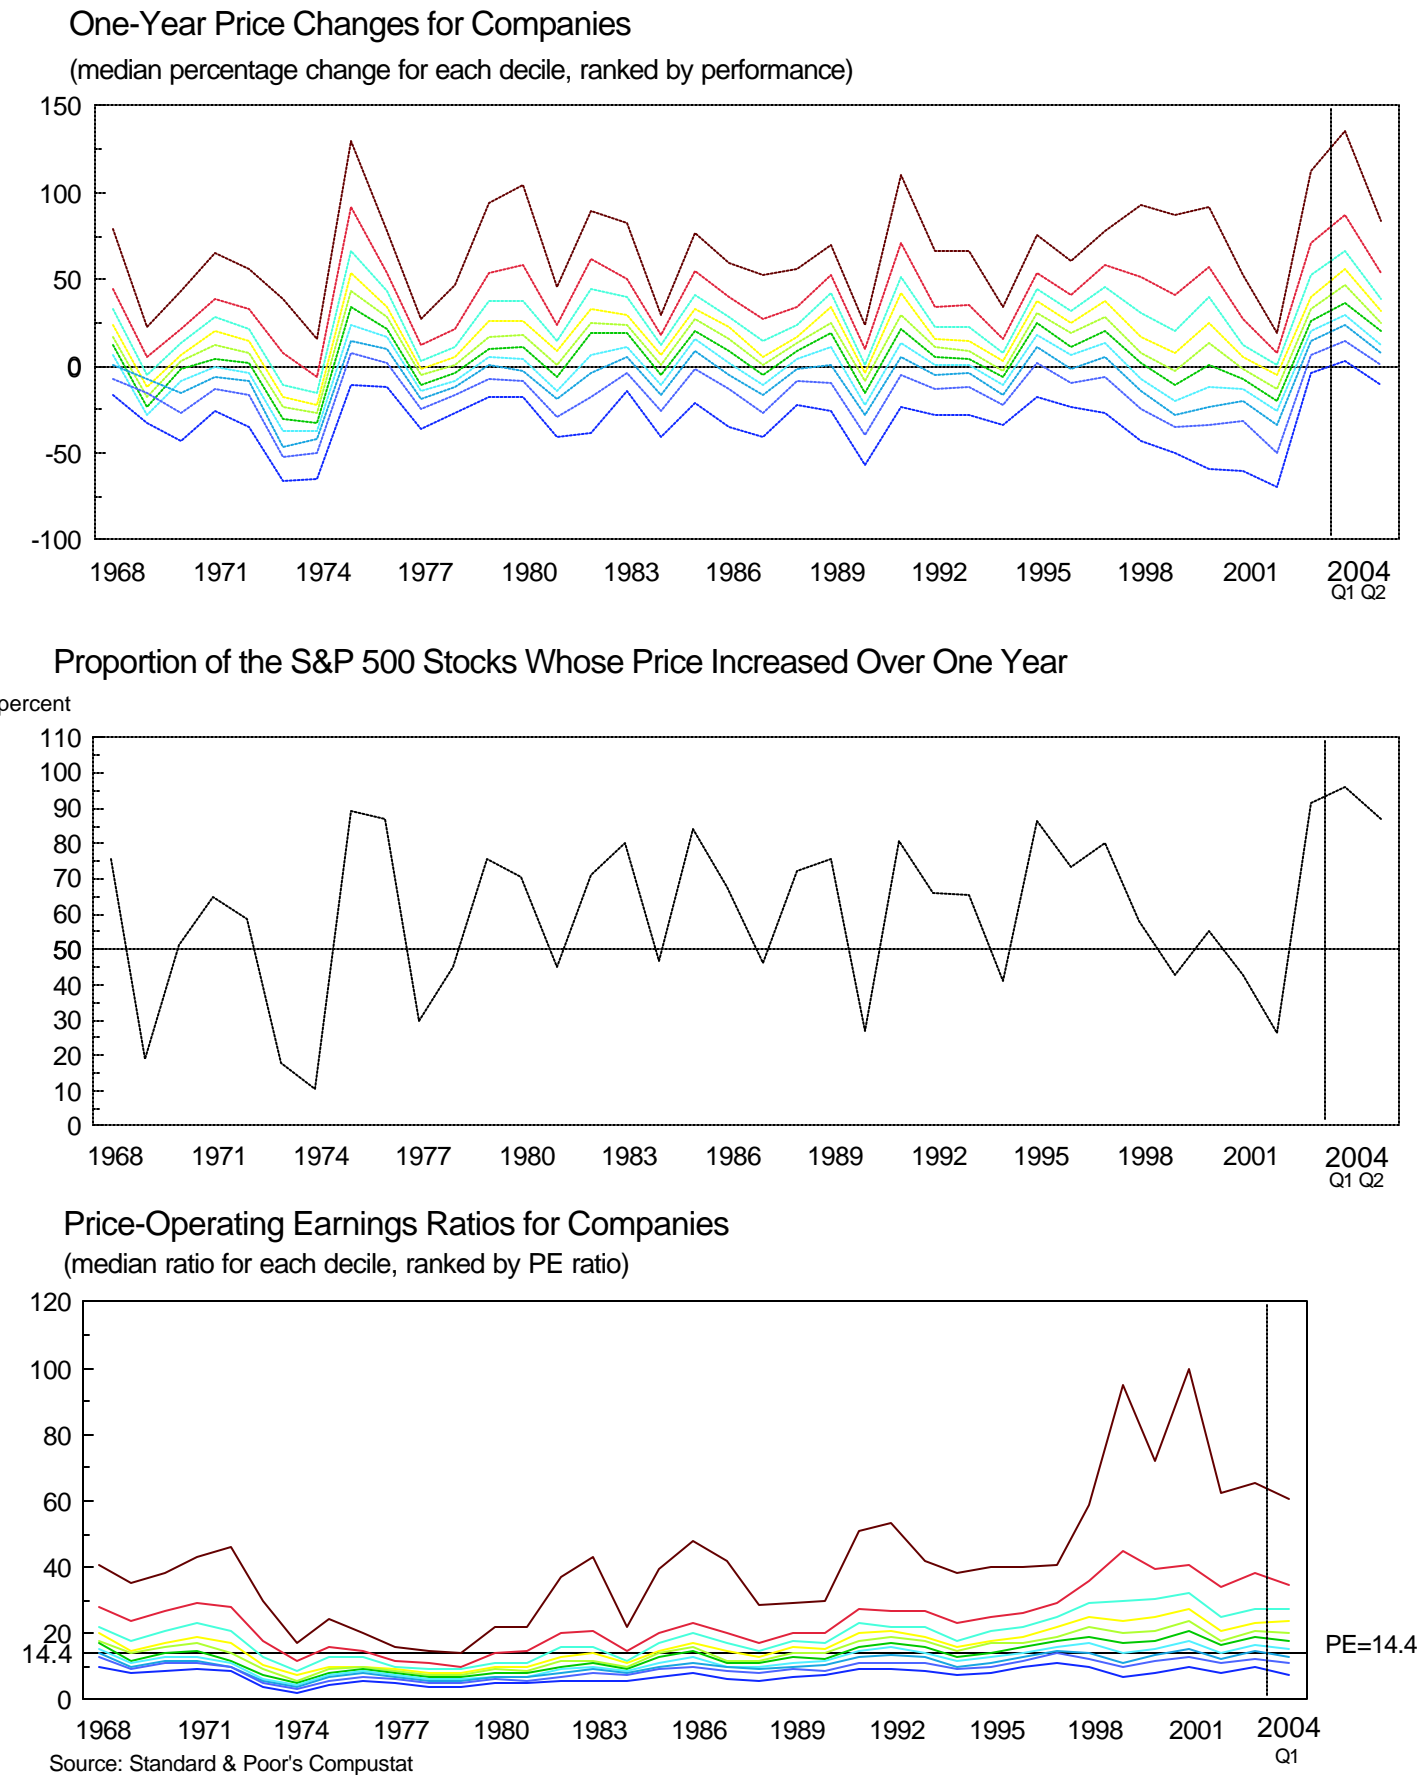 One-Year Price Changes for Companies
(median percentage change for each decile, ranked by performance)
150
100
50
0
-50
-100
1968 1971 1974 1977 1980 1983 1986 1989 1992 1995 1998 2001 2004
Q1 Q2
Proportion of the S&P 500 Stocks Whose Price Increased Over One Year
percent
110
100
90
80
70
60
50
40
30
20
10
0
1968 1971 1974 1977 1980 1983 1986 1989 1992 1995 1998 2001 2004
Q1 Q2
Price-Operating Earnings Ratios for Companies
(median ratio for each decile, ranked by PE ratio)
120
100
80
60
40
20
14.4 PE=14.4
0
1968 1971 1974 1977 1980 1983 1986 1989 1992 1995 1998 2001 2004
Q1
Source: Standard & Poor's Compustat